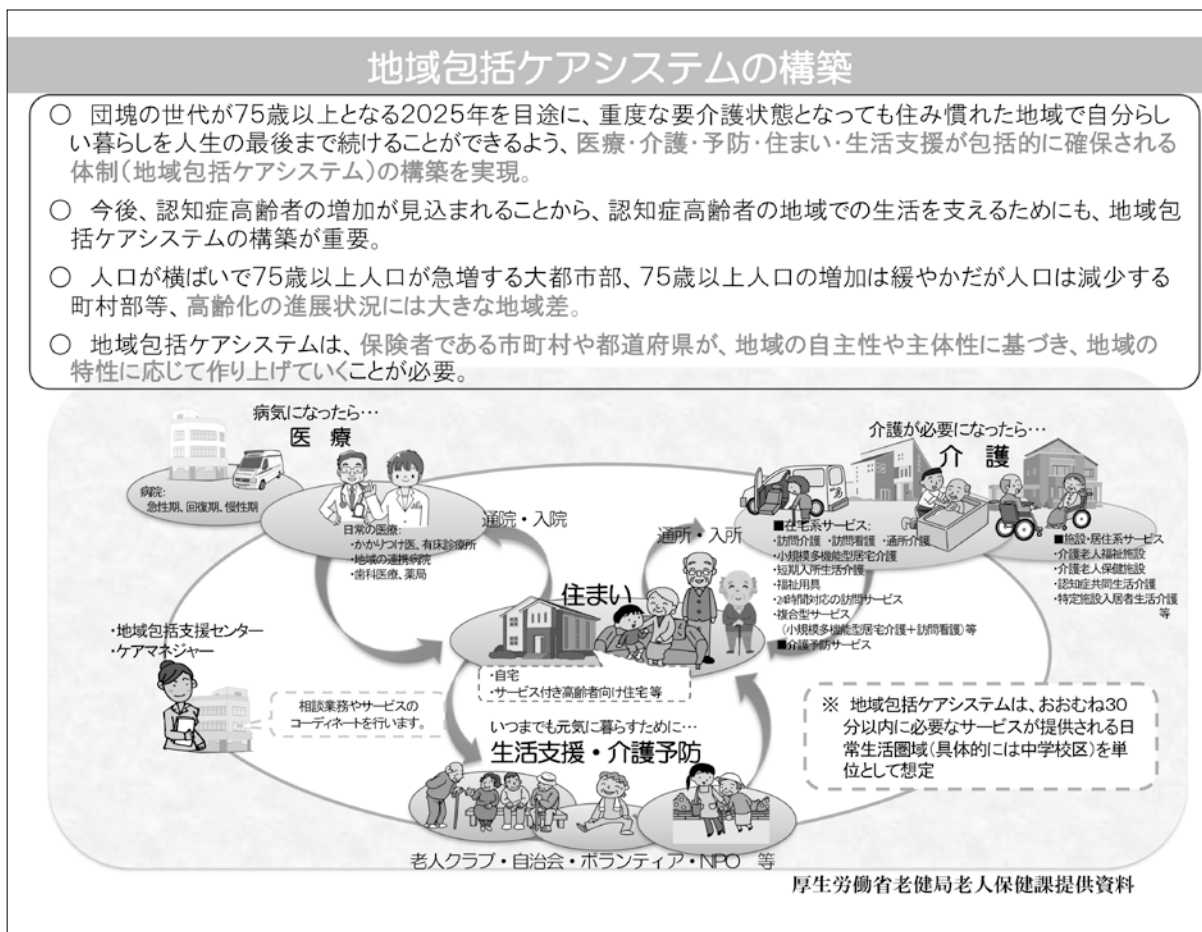 地域包括ケアシステムの構築
○ 団塊の世代が75歳以上となる2025年を目途に、重度な要介護状態となっても住み慣れた地域で自分らし
い暮らしを人生の最後まで続けることができるよう、医療・介護・予防・住まい・生活支援が包括的に確保される
体制(地域包括ケアシステム)の構築を実現。
○ 今後、認知症高齢者の増加が見込まれることから、認知症高齢者の地域での生活を支えるためにも、地域包
括ケアシステムの構築が重要。
○ 人口が横ばいで75歳以上人口が急増する大都市部、75歳以上人口の増加は緩やかだが人口は減少する
町村部等、高齢化の進展状況には大きな地域差。
○ 地域包括ケアシステムは、保険者である市町村や都道府県が、地域の自主性や主体性に基づき、地域の
特性に応じて作り上げていくことが必要。
病気になったら…
医 療
病院:
急性期、回復期、慢性期
日常の医療:
・かかりつけ医、有床診療所
・地域の連携病院
・歯科医療、薬局
通院・入院
通所・入所
介護が必要になったら…
介 護
■在宅系サービス:
・訪問介護 ・訪問看護 ・通所介護
・小規模多機能型居宅介護
・短期入所生活介護
・福祉用具
・24時間対応の訪問サービス
・複合型サービス
(小規模多機能型居宅介護+訪問看護)等
■介護予防サービス
■施設・居住系サービス
・介護老人福祉施設
・介護老人保健施設
・認知症共同生活介護
・特定施設入居者生活介護
等
住まい
・自宅
・サービス付き高齢者向け住宅 等
・地域包括支援センター
・ケアマネジャー
相談業務やサービスの
コーディネートを行います。
いつまでも元気に暮らすために…
生活支援・介護予防
老人クラブ・自治会・ボランティア・NPO 等
※ 地域包括ケアシステムは、おおむね30
分以内に必要なサービスが提供される日
常生活圏域(具体的には中学校区)を単
位として想定
厚生労働省老健局老人保健課提供資料